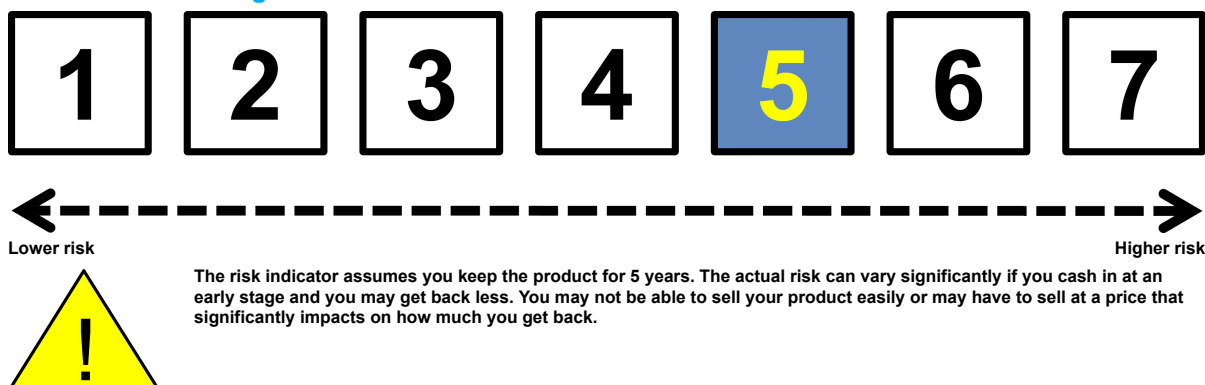 1 2 3 4 5 6 7
Lower risk Higher risk
The risk indicator assumes you keep the product for 5 years. The actual risk can vary significantly if you cash in at an
early stage and you may get back less. You may not be able to sell your product easily or may have to sell at a price that
significantly impacts on how much you get back.
!